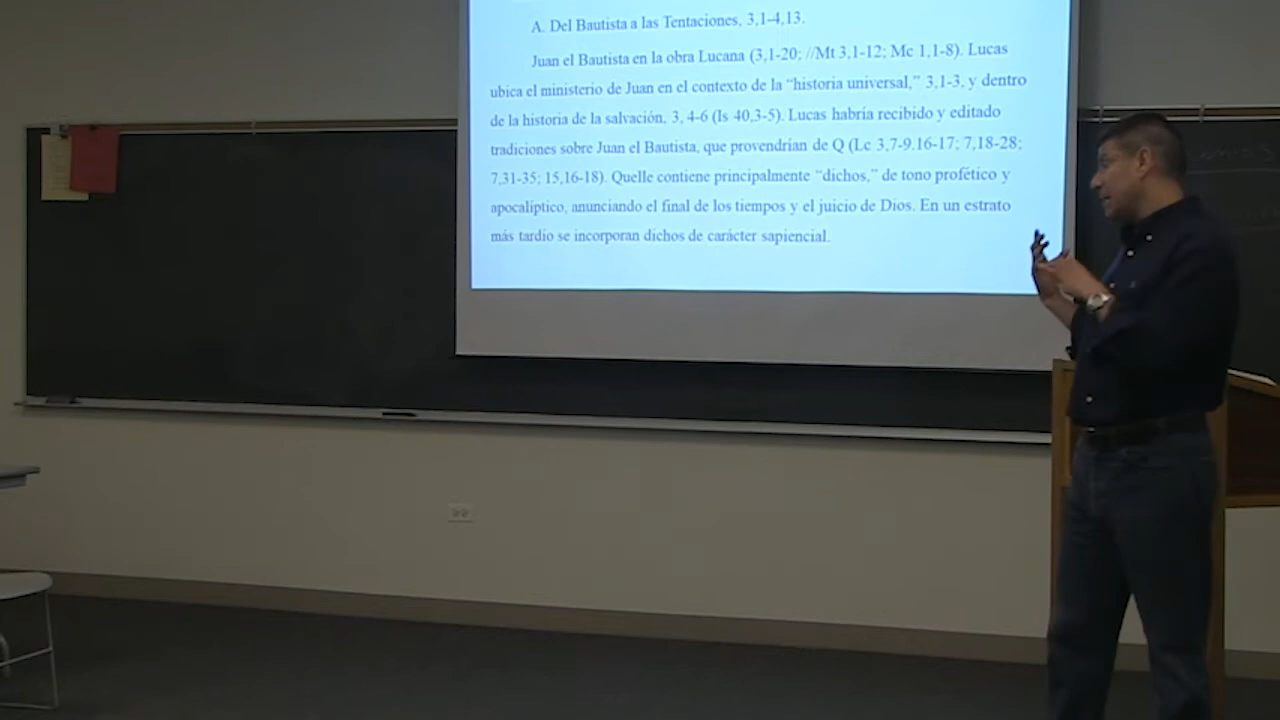 A. Del Bautista a las Tentaciones, 3,1-4,13.
Juan el Bautista en la obra Lucana (3,1-20; //Mt 3,1-12; Mc 1,1-8). Lucas
ubica el ministerio de Juan en el contexto de la “historia universal,” 3,1-3, y dentro
de la historia de la salvación, 3, 4-6 (Is 40,3-5). Lucas habría recibido y editado
tradiciones sobre Juan el Bautista, que provendrían de Q (Lc 3,7-9.16-17; 7,18-28;
7,31-35; 15,16-18). Quelle contiene principalmente “dichos,” de tono profético y
apocalíptico, anunciando el final de los tiempos y el juicio de Dios. En un estrato
más tardío se incorporan dichos de carácter sapiencial.